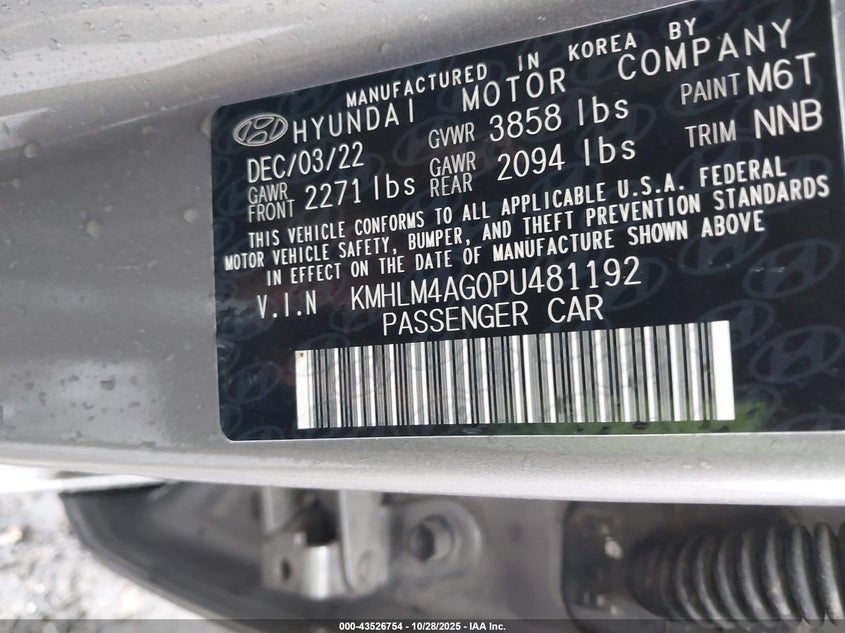 MANUFACTURED IN KOREA BY
HYUNDAI MOTOR COMPANY
DEC/03/22 GVWR 3858 lbs PAINT M6T
GAWR FRONT 2271 lbs GAWR REAR 2094 lbs TRIM NNB
THIS VEHICLE CONFORMS TO ALL APPLICABLE U.S.A. FEDERAL
MOTOR VEHICLE SAFETY, BUMPER, AND THEFT PREVENTION STANDARDS
IN EFFECT ON THE DATE OF MANUFACTURE SHOWN ABOVE
V.I.N KMHLM4AG0PU481192
PASSENGER CAR
000-43526754 - 10/28/2025 - IAA Inc.